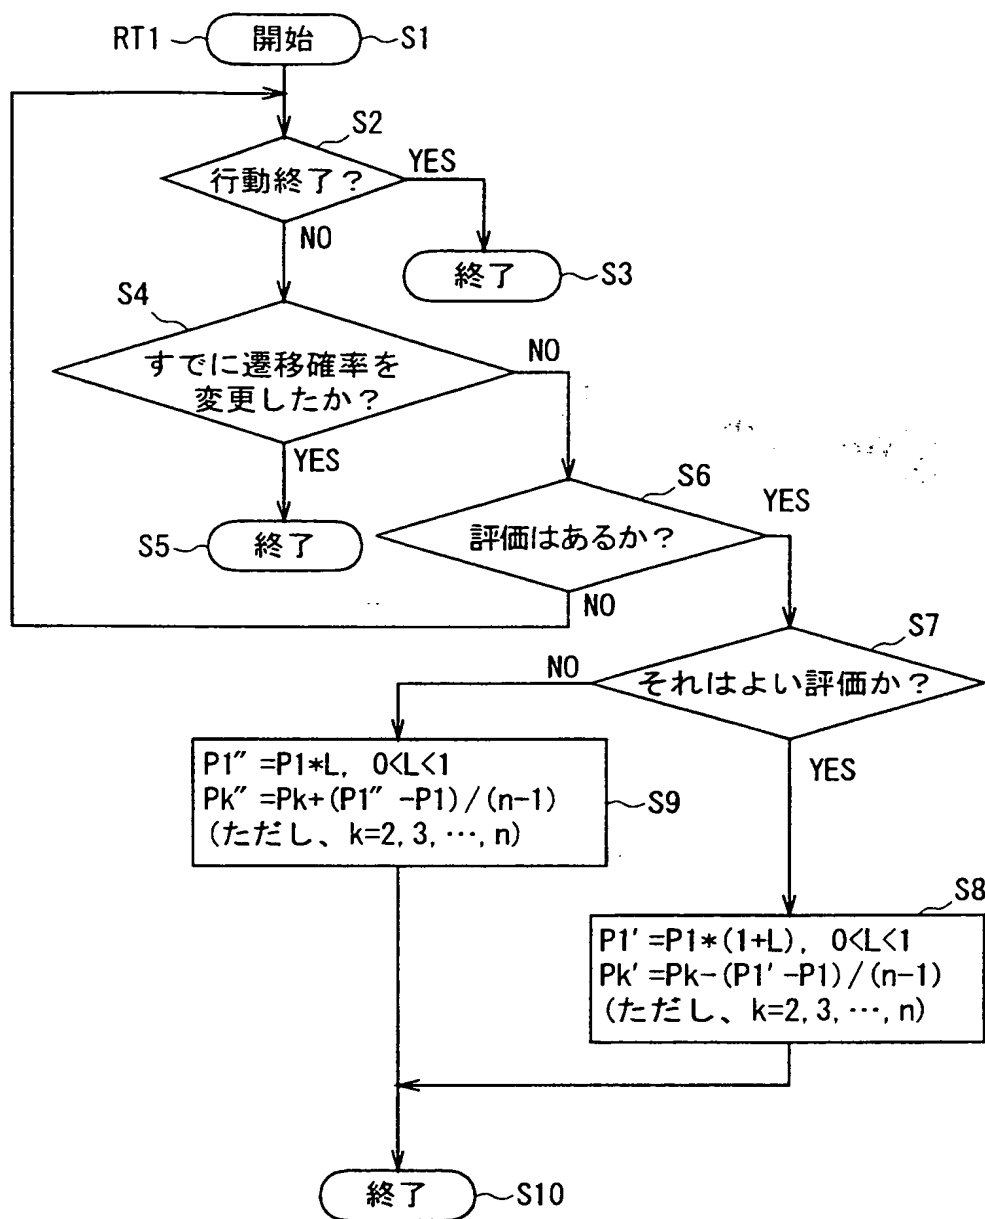 RT1 開始 S1
S2
行動終了？ YES
NO
終了 S3
S4
すでに遷移確率を
変更したか？
NO
YES
S5 終了
S6
評価はあるか？ YES
NO
S7
それはよい評価か？
NO
YES
P1″=P1*L, 0<L<1
Pk″=Pk+(P1″-P1)/(n-1)
(ただし、k=2,3,…,n)
S9
S8
P1′=P1*(1+L), 0<L<1
Pk′=Pk-(P1′-P1)/(n-1)
(ただし、k=2,3,…,n)
終了 S10